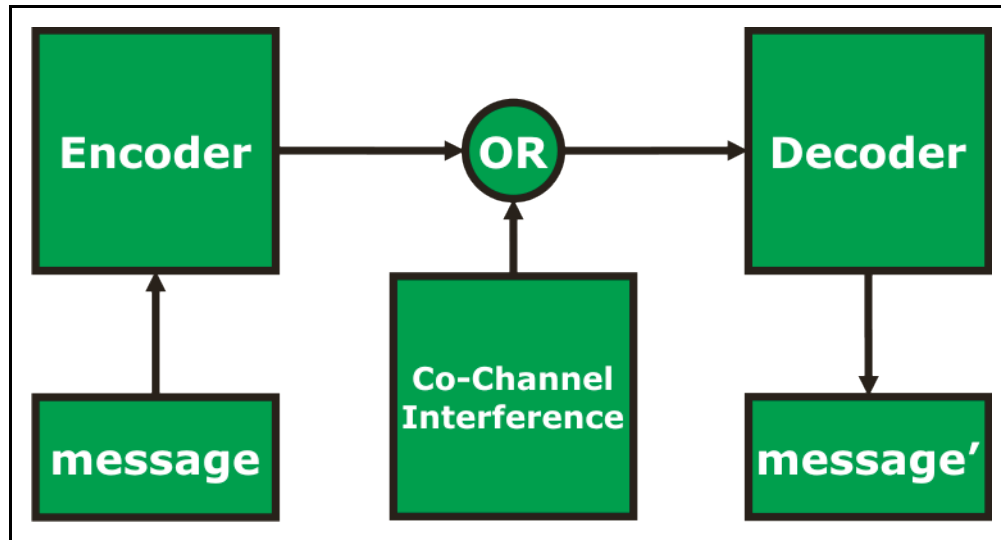 Encoder
OR
Decoder
Co-Channel
Interference
message
message’